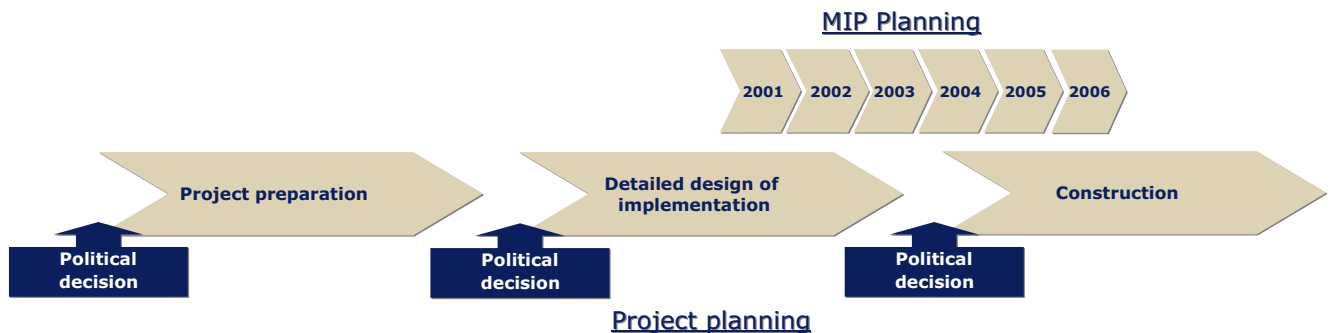 MIP Planning
2001 2002 2003 2004 2005 2006
Project preparation
Detailed design of
implementation
Construction
Political
decision
Political
decision
Political
decision
Project planning